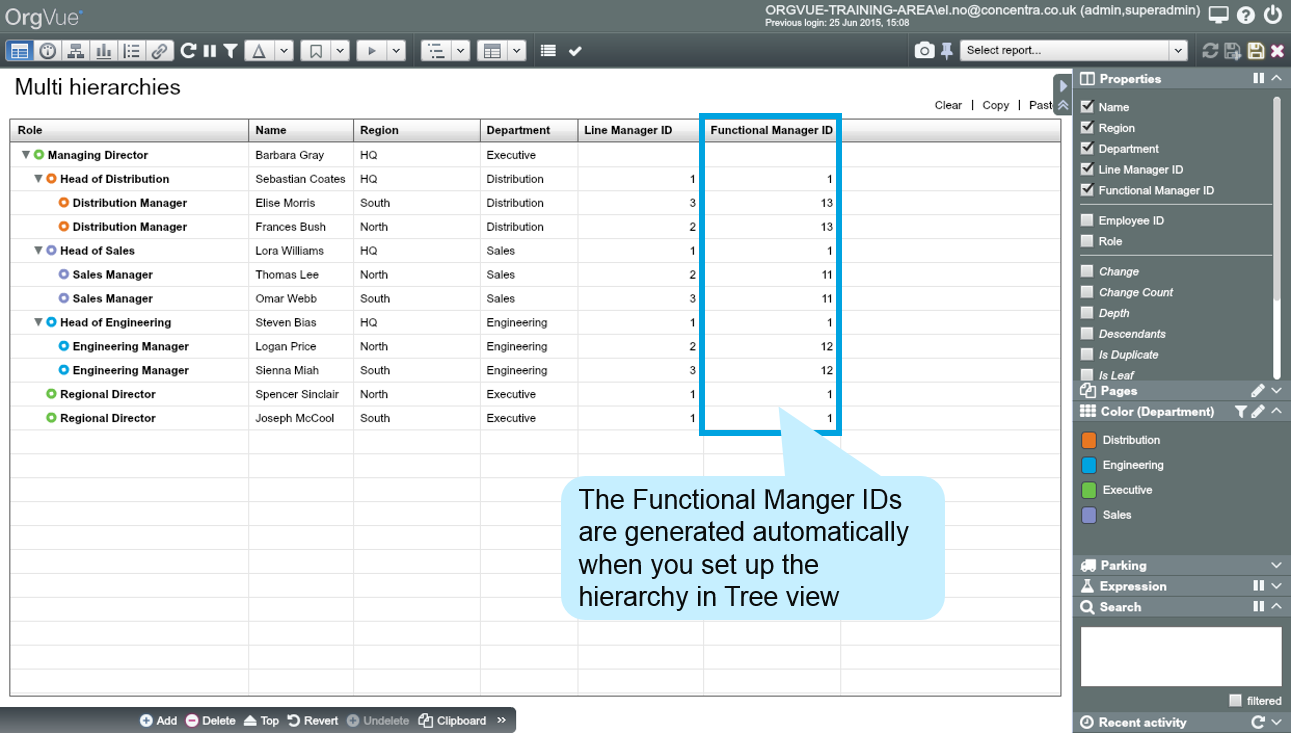 OrgVue
ORGVUE-TRAINING-AREA\el.no@concentra.co.uk (admin,superadmin)
Previous login: 25 Jun 2015, 15:08
Select report...
Multi hierarchies
Clear | Copy | Past
Role Name Region Department Line Manager ID Functional Manager ID
Managing Director Barbara Gray HQ Executive
Head of Distribution Sebastian Coates HQ Distribution 1 1
Distribution Manager Elise Morris South Distribution 3 13
Distribution Manager Frances Bush North Distribution 2 13
Head of Sales Lora Williams HQ Sales 1 1
Sales Manager Thomas Lee North Sales 2 11
Sales Manager Omar Webb South Sales 3 11
Head of Engineering Steven Bias HQ Engineering 1 1
Engineering Manager Logan Price North Engineering 2 12
Engineering Manager Sienna Miah South Engineering 3 12
Regional Director Spencer Sinclair North Executive 1 1
Regional Director Joseph McCool South Executive 1 1
The Functional Manger IDs
are generated automatically
when you set up the
hierarchy in Tree view
Properties
Name
Region
Department
Line Manager ID
Functional Manager ID
Employee ID
Role
Change
Change Count
Depth
Descendants
Is Duplicate
Is Leaf
Pages
Color (Department)
Distribution
Engineering
Executive
Sales
Parking
Expression
Search
filtered
Recent activity
Add Delete Top Revert Undelete Clipboard »